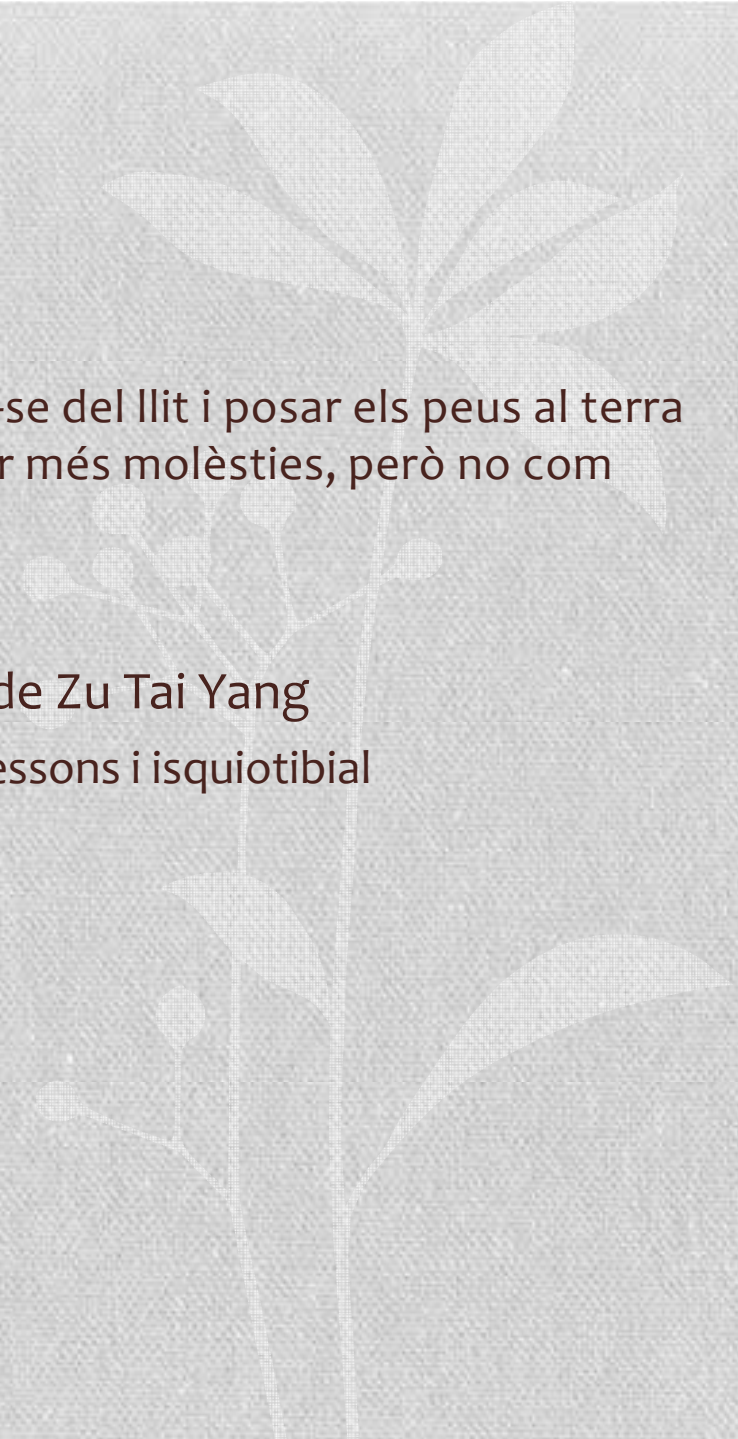 -se del llit i posar els peus al terra
r més molèsties, però no com
de Zu Tai Yang
essons i isquiotibial